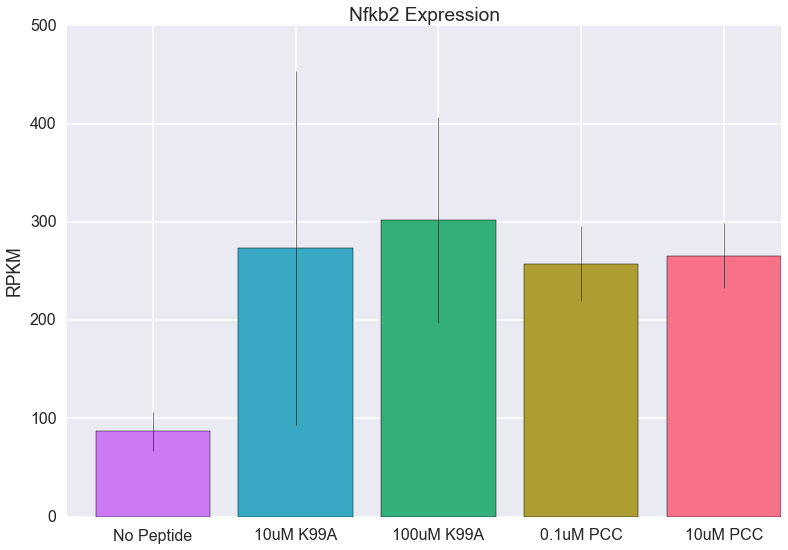 Nfkb2 Expression
500
400
300
200
100
0
RPKM
No Peptide
10uM K99A
100uM K99A
0.1uM PCC
10uM PCC